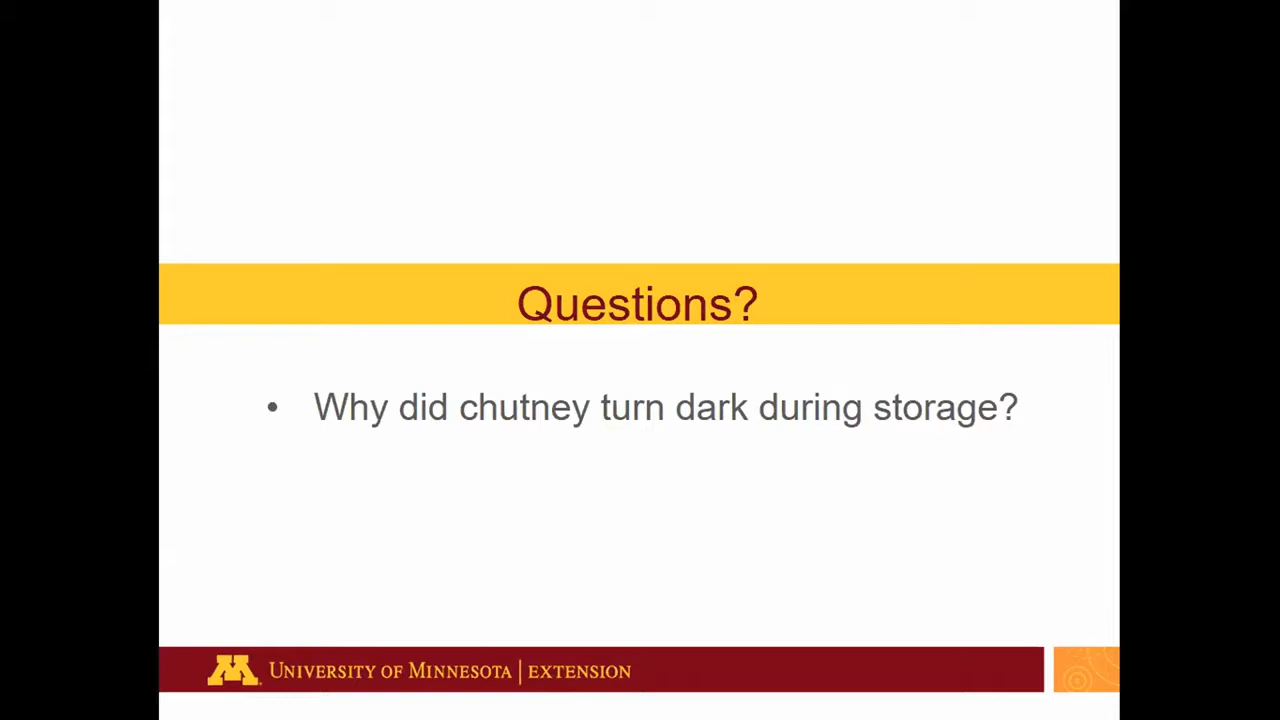 Questions?
• Why did chutney turn dark during storage?
UNIVERSITY OF MINNESOTA | EXTENSION